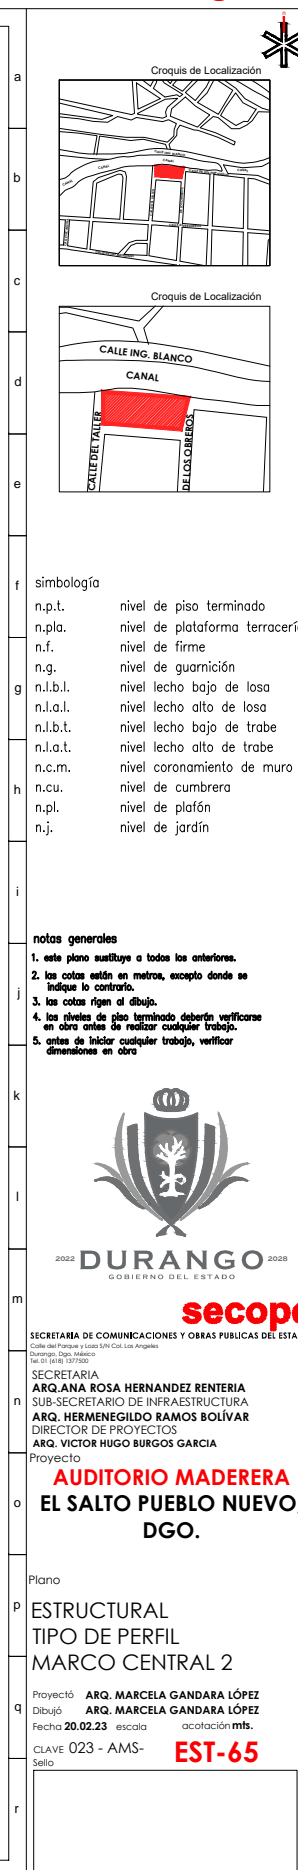 Croquis de Localización
a
b
CANAL
c
Croquis de Localización
CALLE ING. BLANCO
CANAL
d
CALLE DEL TALLER
DE LOS OBREROS
e
f
simbología
n.p.t. nivel de piso terminado
n.pla. nivel de plataforma terracerí
n.f. nivel de firme
n.g. nivel de guarnición
g
n.l.b.l. nivel lecho bajo de losa
n.l.a.l. nivel lecho alto de losa
n.l.b.t. nivel lecho bajo de trabe
n.l.a.t. nivel lecho alto de trabe
n.c.m. nivel coronamiento de muro
h
n.cu. nivel de cumbrera
n.pl. nivel de plafón
n.j. nivel de jardín
i
notas generales
1. este plano sustituye a todos los anteriores.
2. las cotas están en metros, excepto donde se
indique lo contrario.
j
3. las cotas rigen al dibujo.
4. los niveles de piso terminado deberán verificarse
en obra antes de realizar cualquier trabajo.
5. antes de iniciar cualquier trabajo, verificar
dimensiones en obra
k
l
2022 DURANGO 2028
GOBIERNO DEL ESTADO
m
secope
SECRETARIA DE COMUNICACIONES Y OBRAS PUBLICAS DEL ESTA
Calle del Parque y Loza S/N Col. Los Angeles
Durango, Dgo. México
Tel. 01 (618) 1377500
SECRETARIA
ARQ.ANA ROSA HERNANDEZ RENTERIA
n
SUB-SECRETARIO DE INFRAESTRUCTURA
ARQ. HERMENEGILDO RAMOS BOLÍVAR
DIRECTOR DE PROYECTOS
ARQ. VICTOR HUGO BURGOS GARCIA
Proyecto
AUDITORIO MADERERA
o
EL SALTO PUEBLO NUEVO,
DGO.
Plano
p
ESTRUCTURAL
TIPO DE PERFIL
MARCO CENTRAL 2
Proyectó ARQ. MARCELA GANDARA LÓPEZ
q
Dibujó ARQ. MARCELA GANDARA LÓPEZ
Fecha 20.02.23 escala acotación mts.
CLAVE 023 - AMS- EST-65
Sello
r